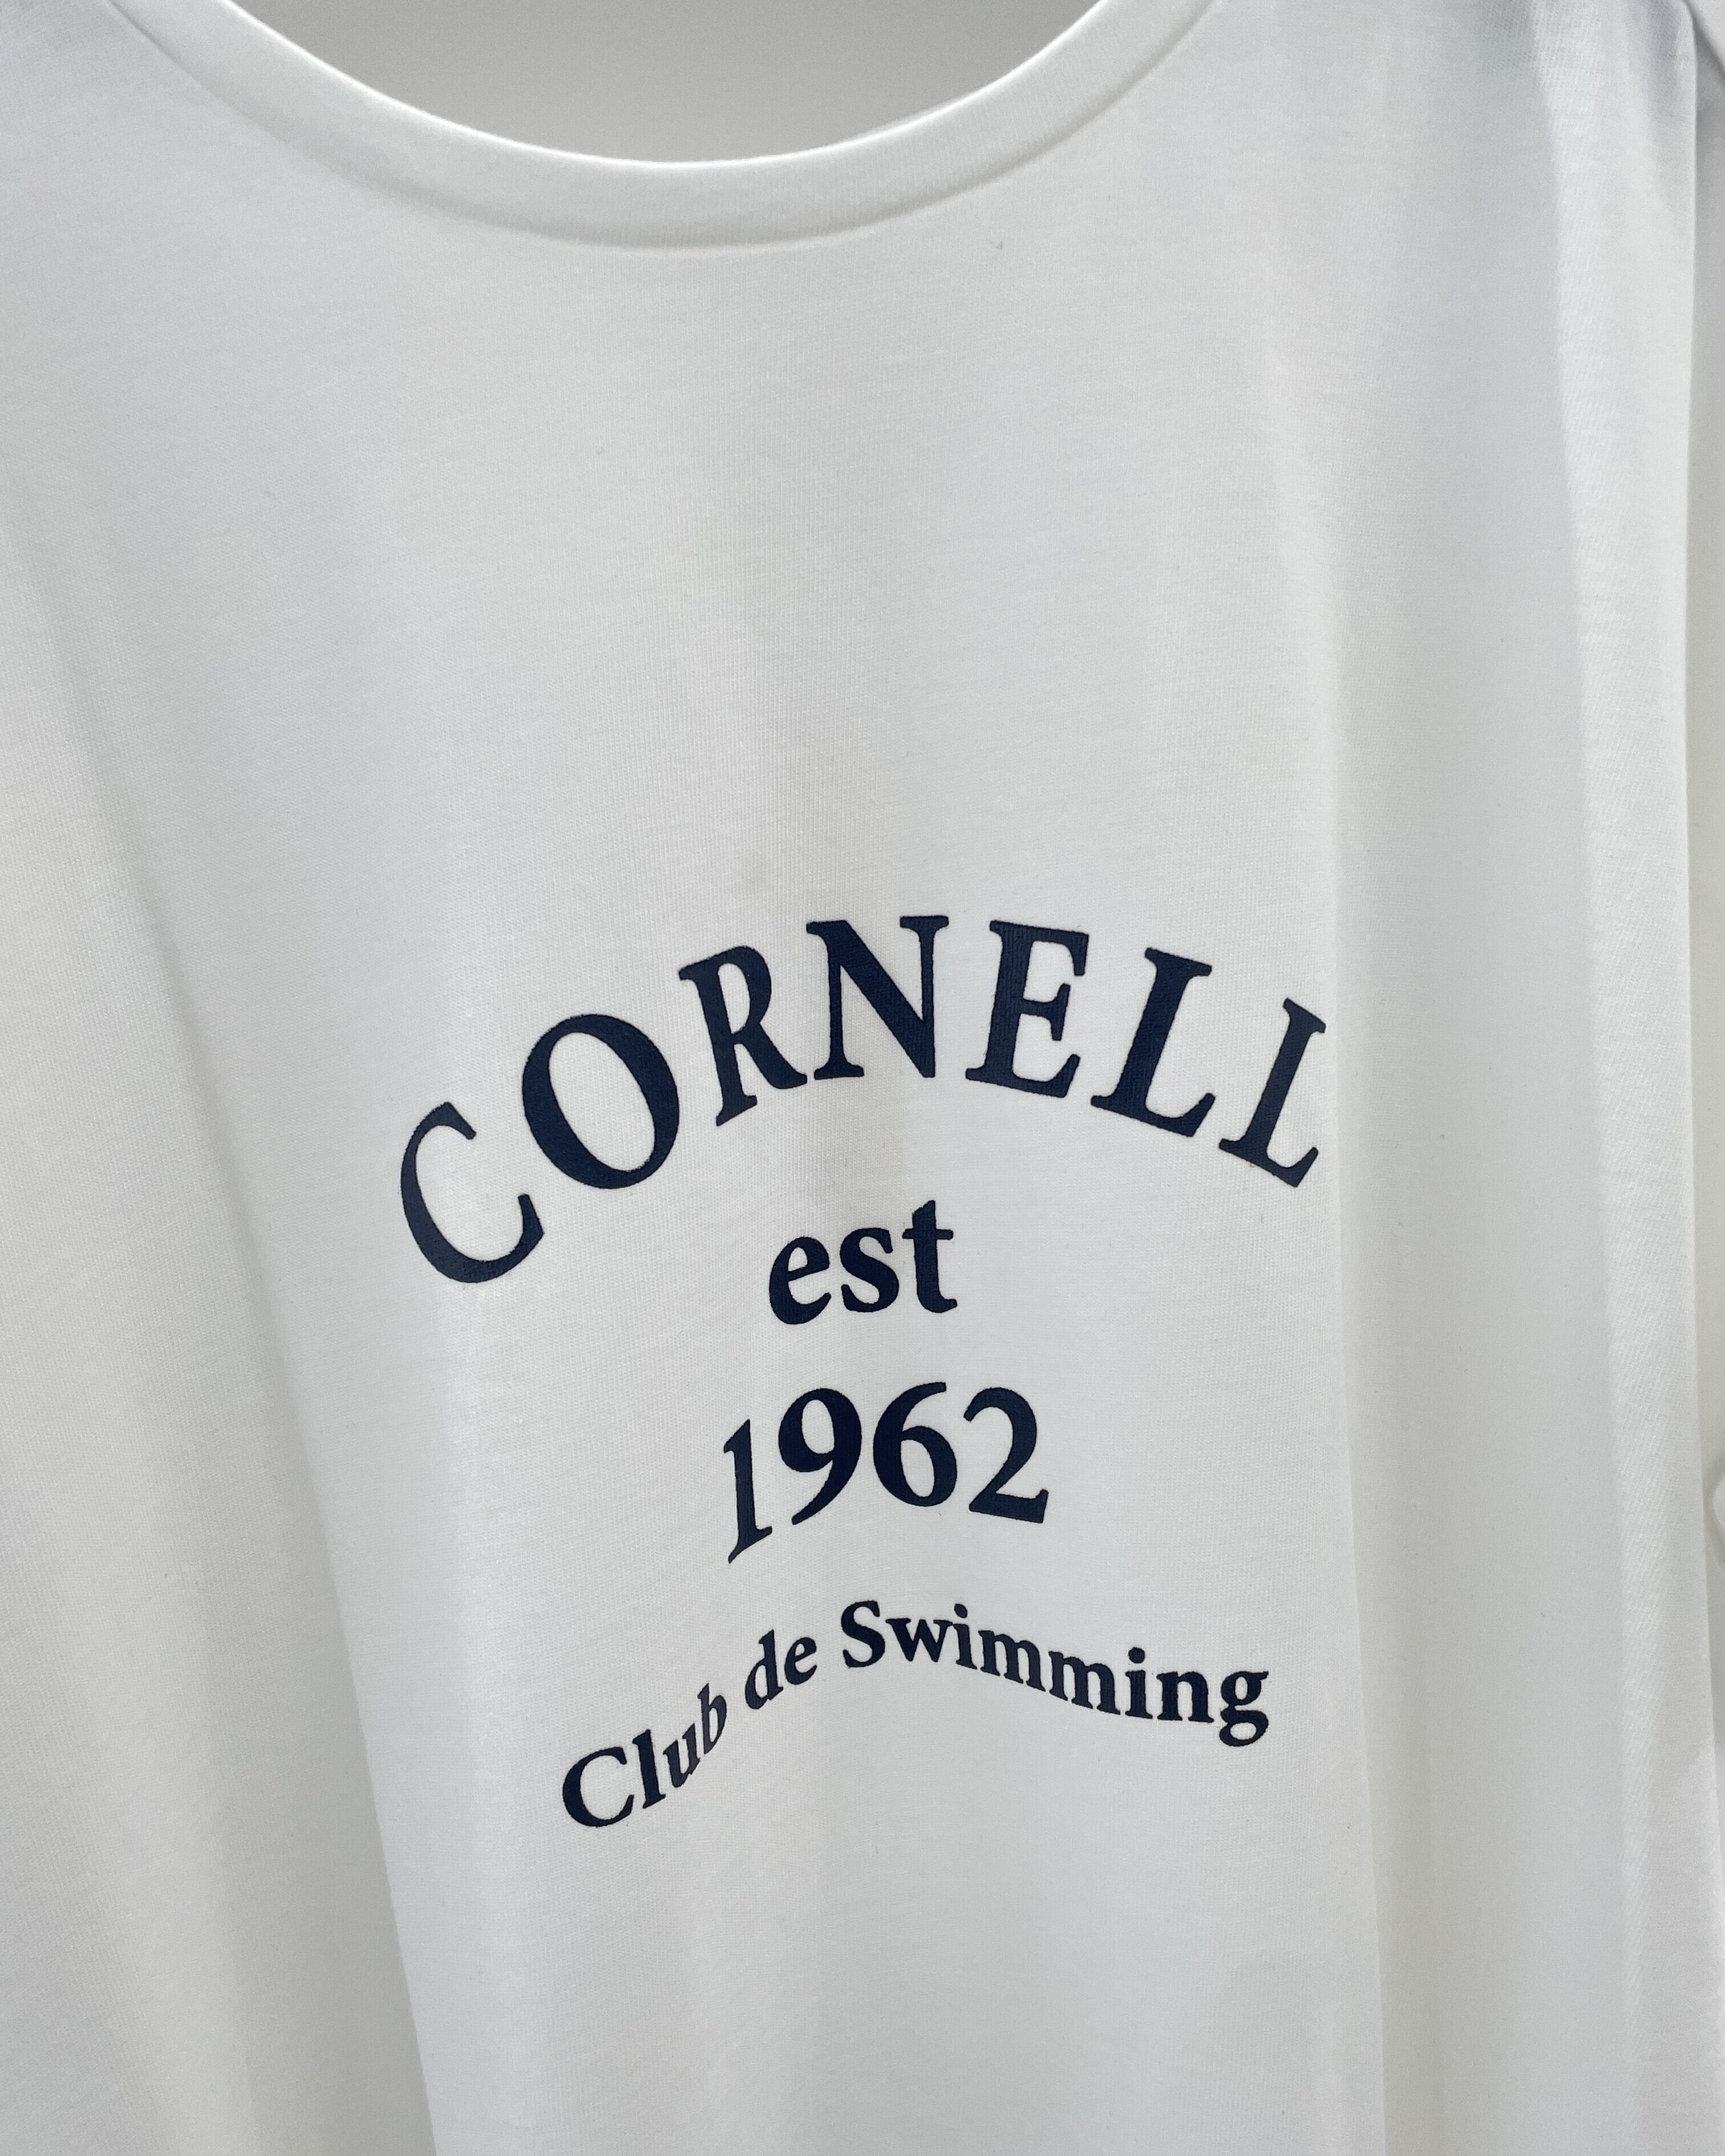 CORNELL
est
1962
Club de Swimming